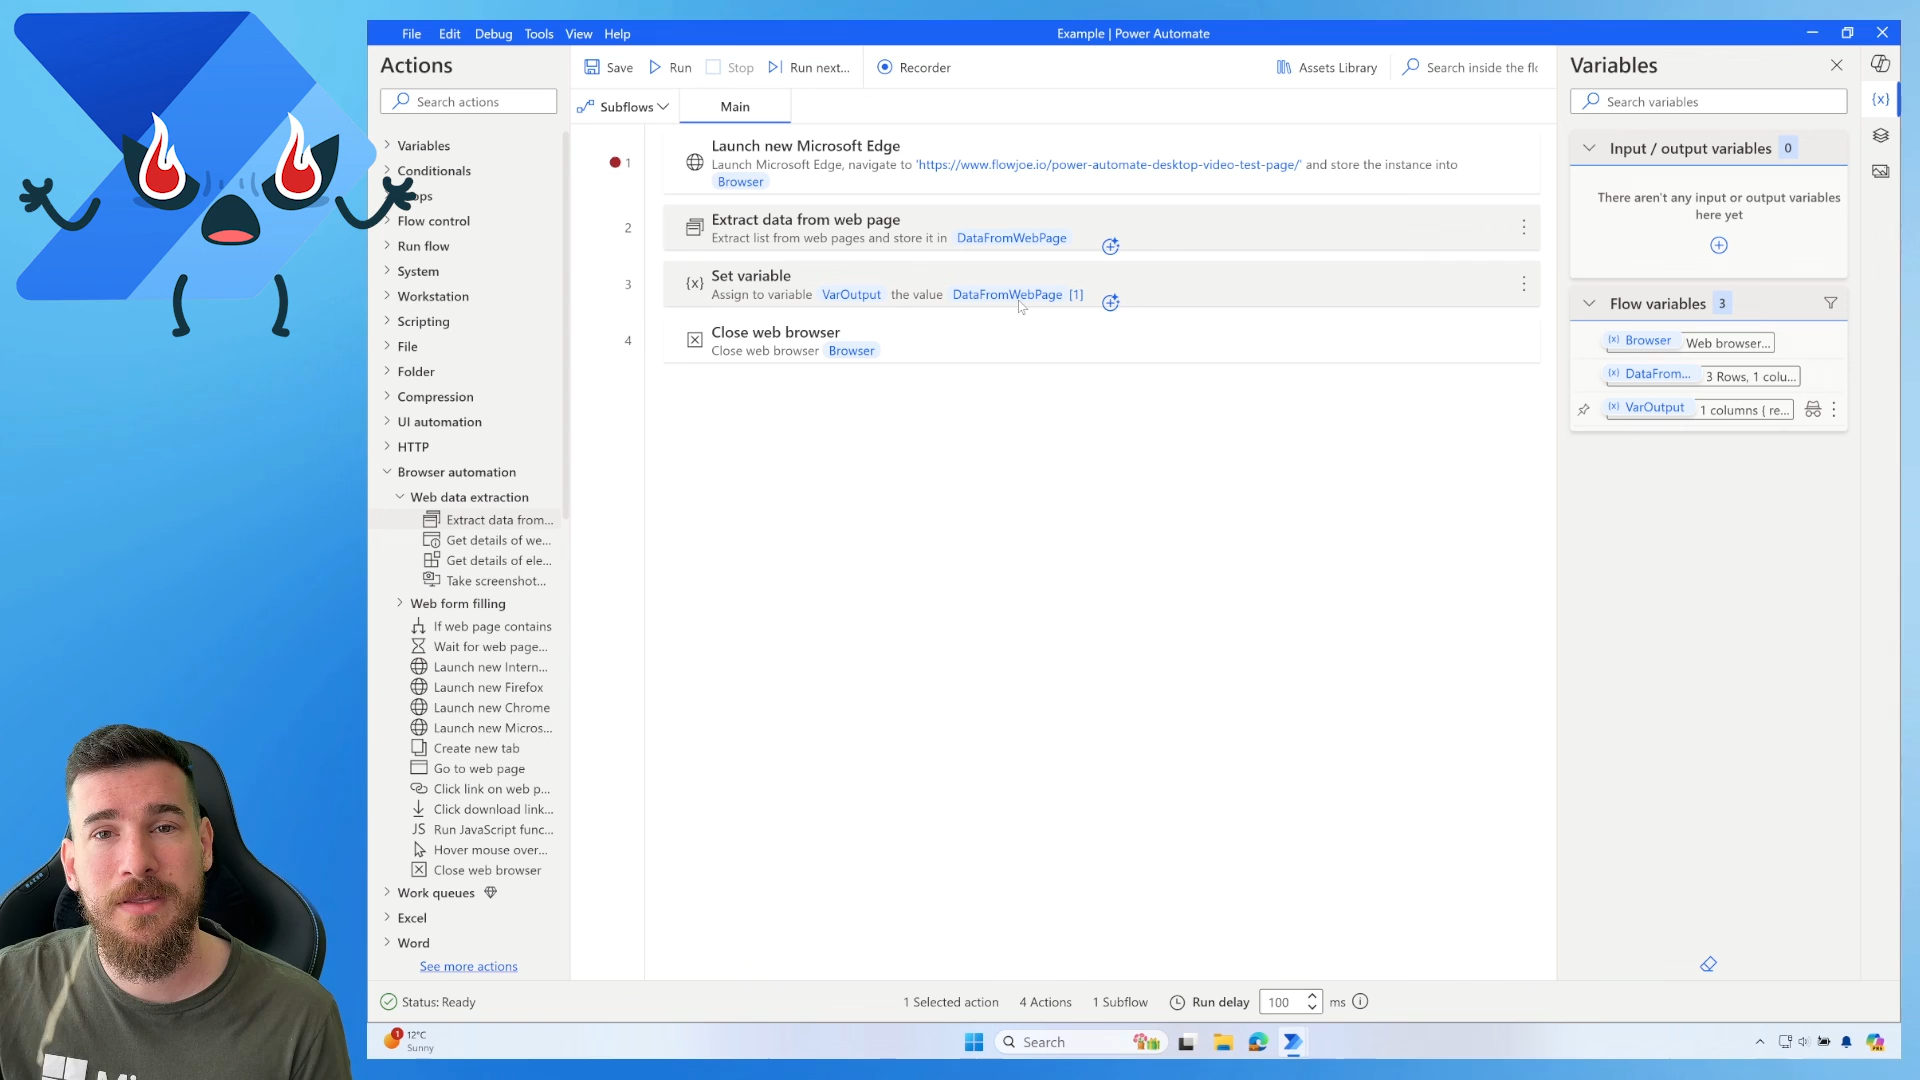 File Edit Debug Tools View Help
Example | Power Automate
Actions
Search actions
Variables
Conditionals
Flow control
Run flow
System
Workstation
Scripting
File
Folder
Compression
UI automation
HTTP
Browser automation
Web data extraction
Extract data from...
Get details of we...
Get details of ele...
Take screenshot...
Web form filling
If web page contains
Wait for web page...
Launch new Intern...
Launch new Firefox
Launch new Chrome
Launch new Micros...
Create new tab
Go to web page
Click link on web p...
Click download link...
JS Run JavaScript func...
Hover mouse over...
Close web browser
Work queues
Excel
Word
See more actions
Save Run Stop Run next... Recorder
Assets Library Search inside the flo
Subflows Main
1
Launch new Microsoft Edge
Launch Microsoft Edge, navigate to 'https://www.flowjoe.io/power-automate-desktop-video-test-page/' and store the instance into
Browser
2
Extract data from web page
Extract list from web pages and store it in DataFromWebPage
3
{x} Set variable
Assign to variable VarOutput the value DataFromWebPage [1]
4
Close web browser
Close web browser Browser
Variables
Search variables
{x}
Input / output variables 0
There aren't any input or output variables
here yet
Flow variables 3
(x) Browser Web browser...
(x) DataFrom... 3 Rows, 1 colu...
(x) VarOutput 1 columns ( re...
Status: Ready
1 Selected action 4 Actions 1 Subflow Run delay 100 ms
1
12°C
Sunny
Search